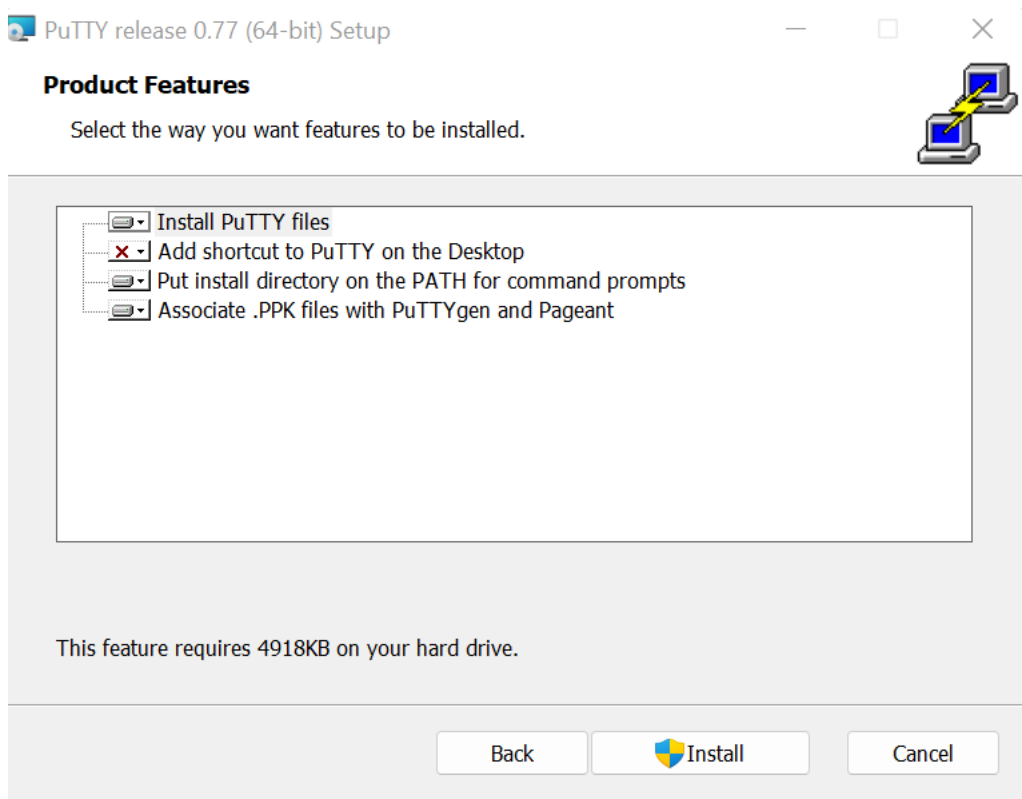 PuTTY release 0.77 (64-bit) Setup
Product Features
Select the way you want features to be installed.
Install PuTTY files
Add shortcut to PuTTY on the Desktop
Put install directory on the PATH for command prompts
Associate .PPK files with PuTTYgen and Pageant
This feature requires 4918KB on your hard drive.
Back Install Cancel